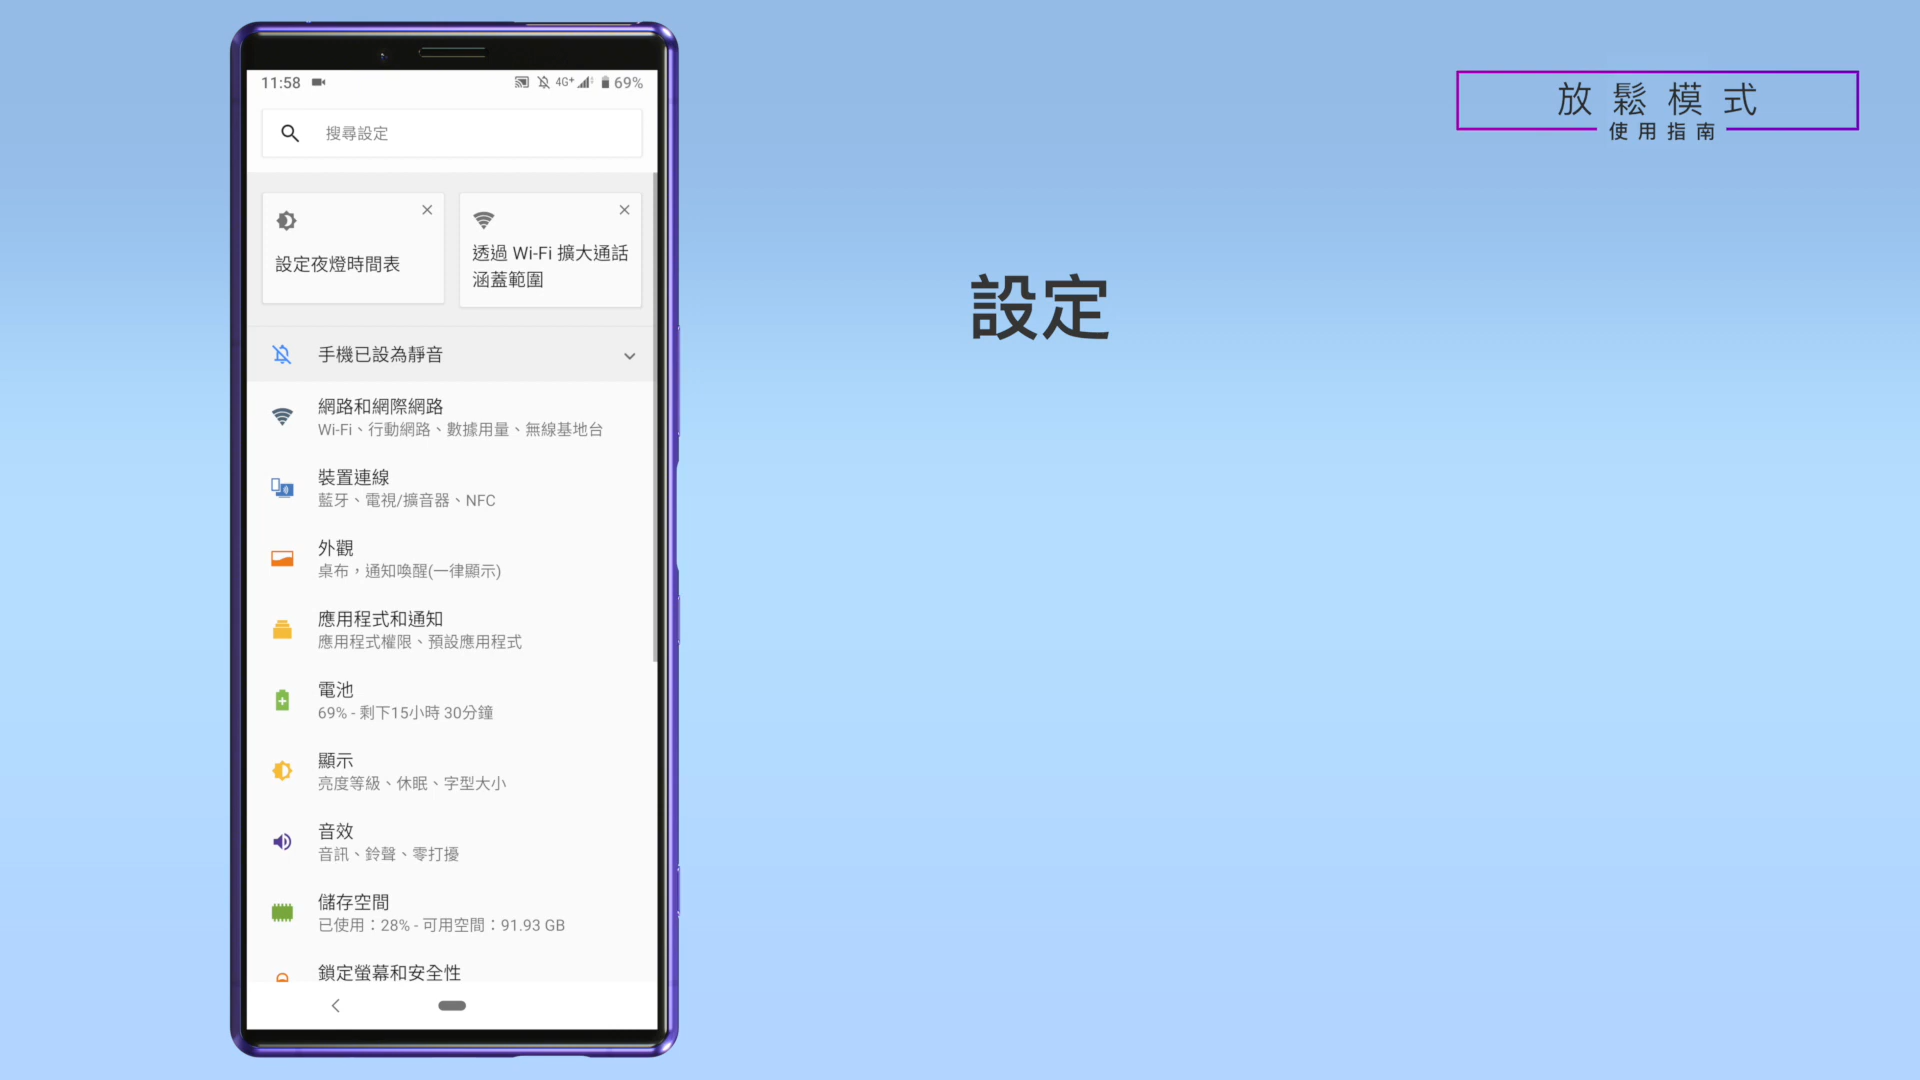 11:58
4G+
69%
搜尋設定
設定夜燈時間表
透過 Wi-Fi 擴大通話
涵蓋範圍
手機已設為靜音
網路和網際網路
Wi-Fi、行動網路、數據用量、無線基地台
裝置連線
藍牙、電視/擴音器、NFC
外觀
桌布，通知喚醒(一律顯示)
應用程式和通知
應用程式權限、預設應用程式
電池
69% - 剩下15小時 30分鐘
顯示
亮度等級、休眠、字型大小
音效
音訊、鈴聲、零打擾
儲存空間
已使用：28% - 可用空間：91.93 GB
鎖定螢幕和安全性
設定
放鬆模式
使用指南